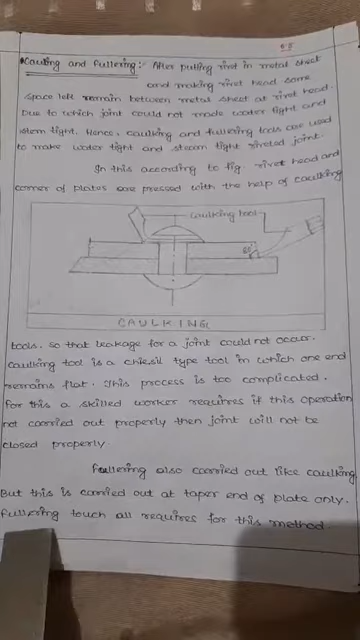 Caulking and Fullering :- After putting rivet in metal sheet
and making rivet head some
space left remain between metal sheet at rivet head.
Due to which joint could not made water tight and
stem tight. Hence, caulking and fullering tools are used
to make water tight and steam tight riveted joint.
In this according to fig. rivet head and
corner of plates are pressed with the help of caulking
caulking tool
80°
CAULKING
tools. so that leakage for a joint could not occur.
caulking tool is a chiesil type tool in which one end
remains flat. This process is too complicated.
for this a skilled worker requires if this operation
not coorried out properly then joint will not be
closed properly.
fullering also coorried out like caulking
But this is carried out at taper end of plate only.
fullering touch all requires for this method